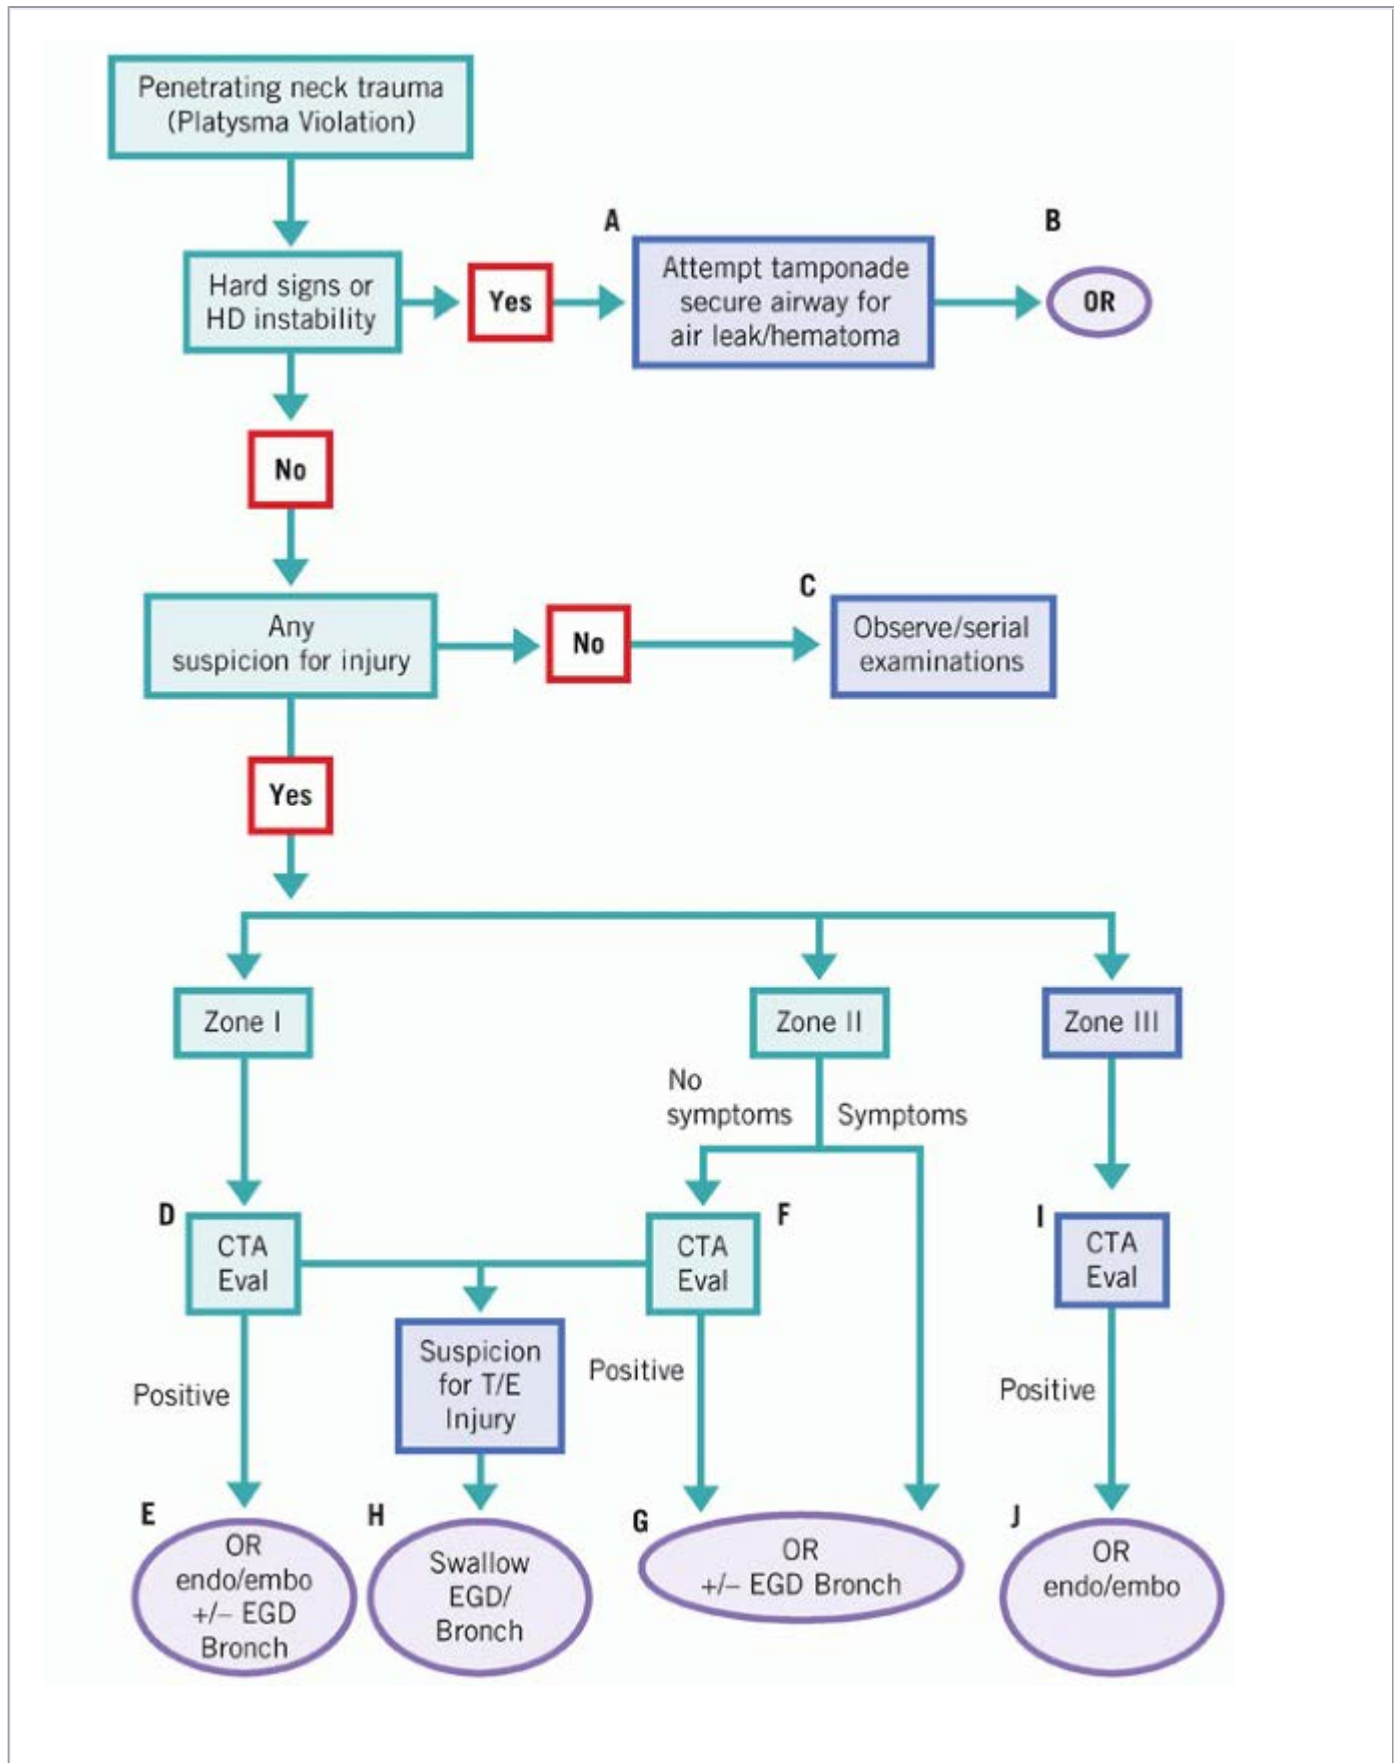 Penetrating neck trauma
(Platysma Violation)
A
B
Hard signs or
HD instability
Yes
Attempt tamponade
secure airway for
air leak/hematoma
OR
No
C
Any
suspicion for injury
No
Observe/serial
examinations
Yes
Zone I
Zone II
Zone III
No
symptoms
Symptoms
D
CTA
Eval
F
CTA
Eval
I
CTA
Eval
Positive
Suspicion
for T/E
Injury
Positive
Positive
E
OR
endo/embo
+/– EGD
Bronch
H
Swallow
EGD/
Bronch
G
OR
+/– EGD Bronch
J
OR
endo/embo